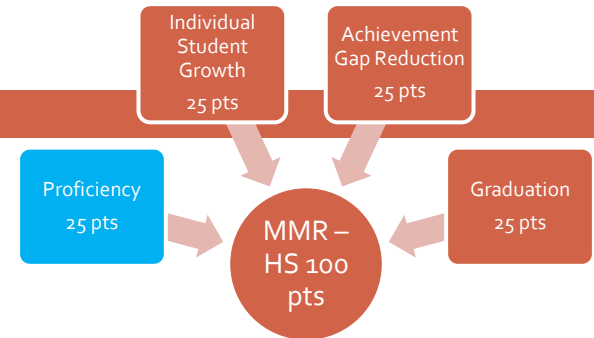 Individual
Student
Growth
25 pts
Achievement
Gap Reduction
25 pts
Proficiency
25 pts
Graduation
25 pts
MMR –
HS 100
pts